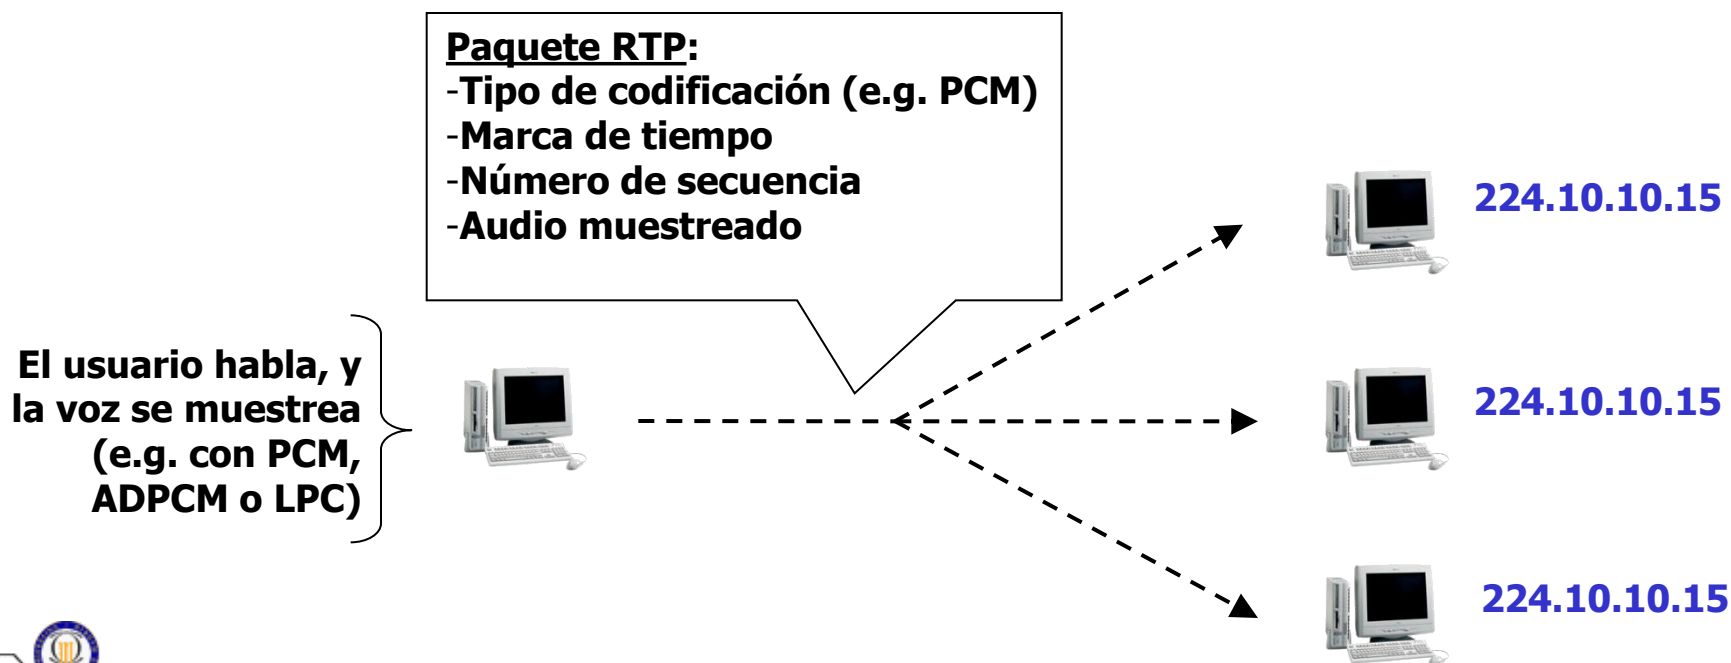 Paquete RTP:
-Tipo de codificación (e.g. PCM)
-Marca de tiempo
-Número de secuencia
-Audio muestreado
224.10.10.15
El usuario habla, y
la voz se muestrea
(e.g. con PCM,
ADPCM o LPC)
224.10.10.15
224.10.10.15